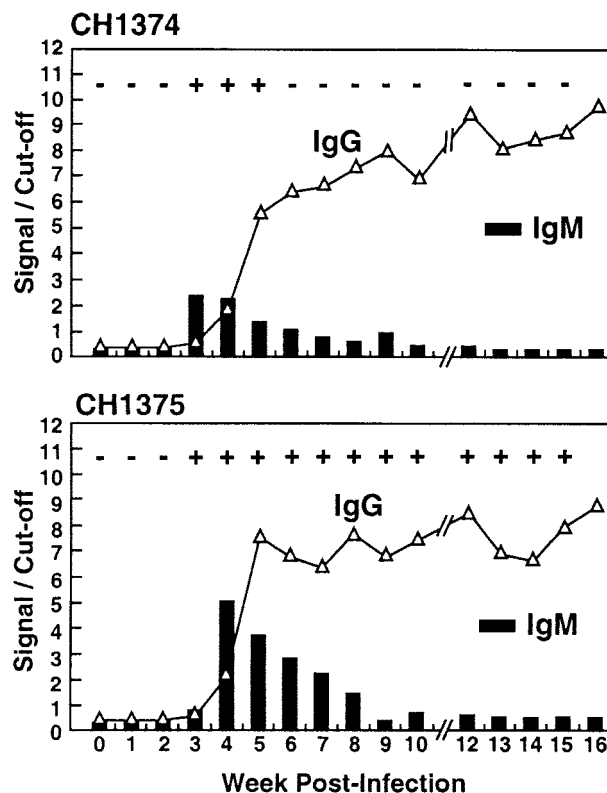 CH1374
12
11
10
9
8
7
6
5
4
3
2
1
0
Signal / Cut-off
- - - + + + - - - - - - - - -
IgG
IgM
CH1375
12
11
10
9
8
7
6
5
4
3
2
1
0
Signal / Cut-off
- - - + + + + + + + + + + + +
IgG
IgM
0 1 2 3 4 5 6 7 8 9 10 12 13 14 15 16
Week Post-Infection